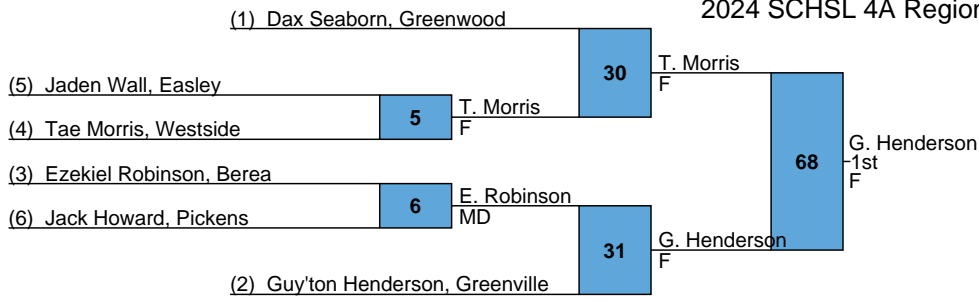 2024 SCHSL 4A Region
(1) Dax Seaborn, Greenwood
30
T. Morris
F
(5) Jaden Wall, Easley
5
T. Morris
F
(4) Tae Morris, Westside
68
G. Henderson
1st
F
(3) Ezekiel Robinson, Berea
6
E. Robinson
MD
(6) Jack Howard, Pickens
31
G. Henderson
F
(2) Guy'ton Henderson, Greenville